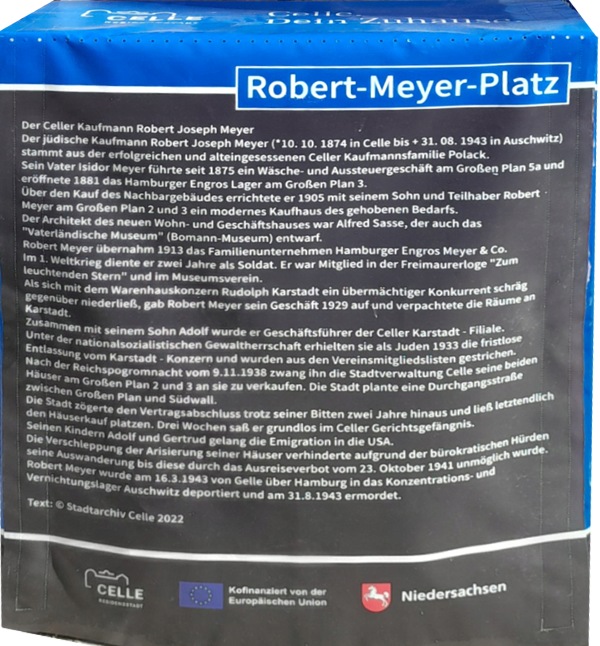 CELLE
RESIDENZSTADT
Celle.
Dein Zuhause
Robert-Meyer-Platz
Der Celler Kaufmann Robert Joseph Meyer
Der jüdische Kaufmann Robert Joseph Meyer (*10. 10. 1874 in Celle bis + 31. 08. 1943 in Auschwitz)
stammt aus der erfolgreichen und alteingesessenen Celler Kaufmannsfamilie Polack.
Sein Vater Isidor Meyer führte seit 1875 ein Wäsche- und Aussteuergeschäft am Großen Plan 5a und
eröffnete 1881 das Hamburger Engros Lager am Großen Plan 3.
Über den Kauf des Nachbargebäudes errichtete er 1905 mit seinem Sohn und Teilhaber Robert
Meyer am Großen Plan 2 und 3 ein modernes Kaufhaus des gehobenen Bedarfs.
Der Architekt des neuen Wohn- und Geschäftshauses war Alfred Sasse, der auch das
"Vaterländische Museum" (Bomann-Museum) entwarf.
Robert Meyer übernahm 1913 das Familienunternehmen Hamburger Engros Meyer & Co.
Im 1. Weltkrieg diente er zwei Jahre als Soldat. Er war Mitglied in der Freimaurerloge "Zum
leuchtenden Stern" und im Museumsverein.
Als sich mit dem Warenhauskonzern Rudolph Karstadt ein übermächtiger Konkurrent schräg
gegenüber niederließ, gab Robert Meyer sein Geschäft 1929 auf und verpachtete die Räume an
Karstadt.
Zusammen mit seinem Sohn Adolf wurde er Geschäftsführer der Celler Karstadt - Filiale.
Unter der nationalsozialistischen Gewaltherrschaft erhielten sie als Juden 1933 die fristlose
Entlassung vom Karstadt - Konzern und wurden aus den Vereinsmitgliedslisten gestrichen.
Nach der Reichspogromnacht vom 9.11.1938 zwang ihn die Stadtverwaltung Celle seine beiden
Häuser am Großen Plan 2 und 3 an sie zu verkaufen. Die Stadt plante eine Durchgangsstraße
zwischen Großen Plan und Südwall.
Die Stadt zögerte den Vertragsabschluss trotz seiner Bitten zwei Jahre hinaus und ließ letztendlich
den Häuserkauf platzen. Drei Wochen saß er grundlos im Celler Gerichtsgefängnis.
Seinen Kindern Adolf und Gertrud gelang die Emigration in die USA.
Die Verschleppung der Arisierung seiner Häuser verhinderte aufgrund der bürokratischen Hürden
seine Auswanderung bis diese durch das Ausreiseverbot vom 23. Oktober 1941 unmöglich wurde.
Robert Meyer wurde am 16.3.1943 von Celle über Hamburg in das Konzentrations- und
Vernichtungslager Auschwitz deportiert und am 31.8.1943 ermordet.
Text: © Stadtarchiv Celle 2022
CELLE
RESIDENZSTADT
Kofinanziert von der
Europäischen Union
Niedersachsen